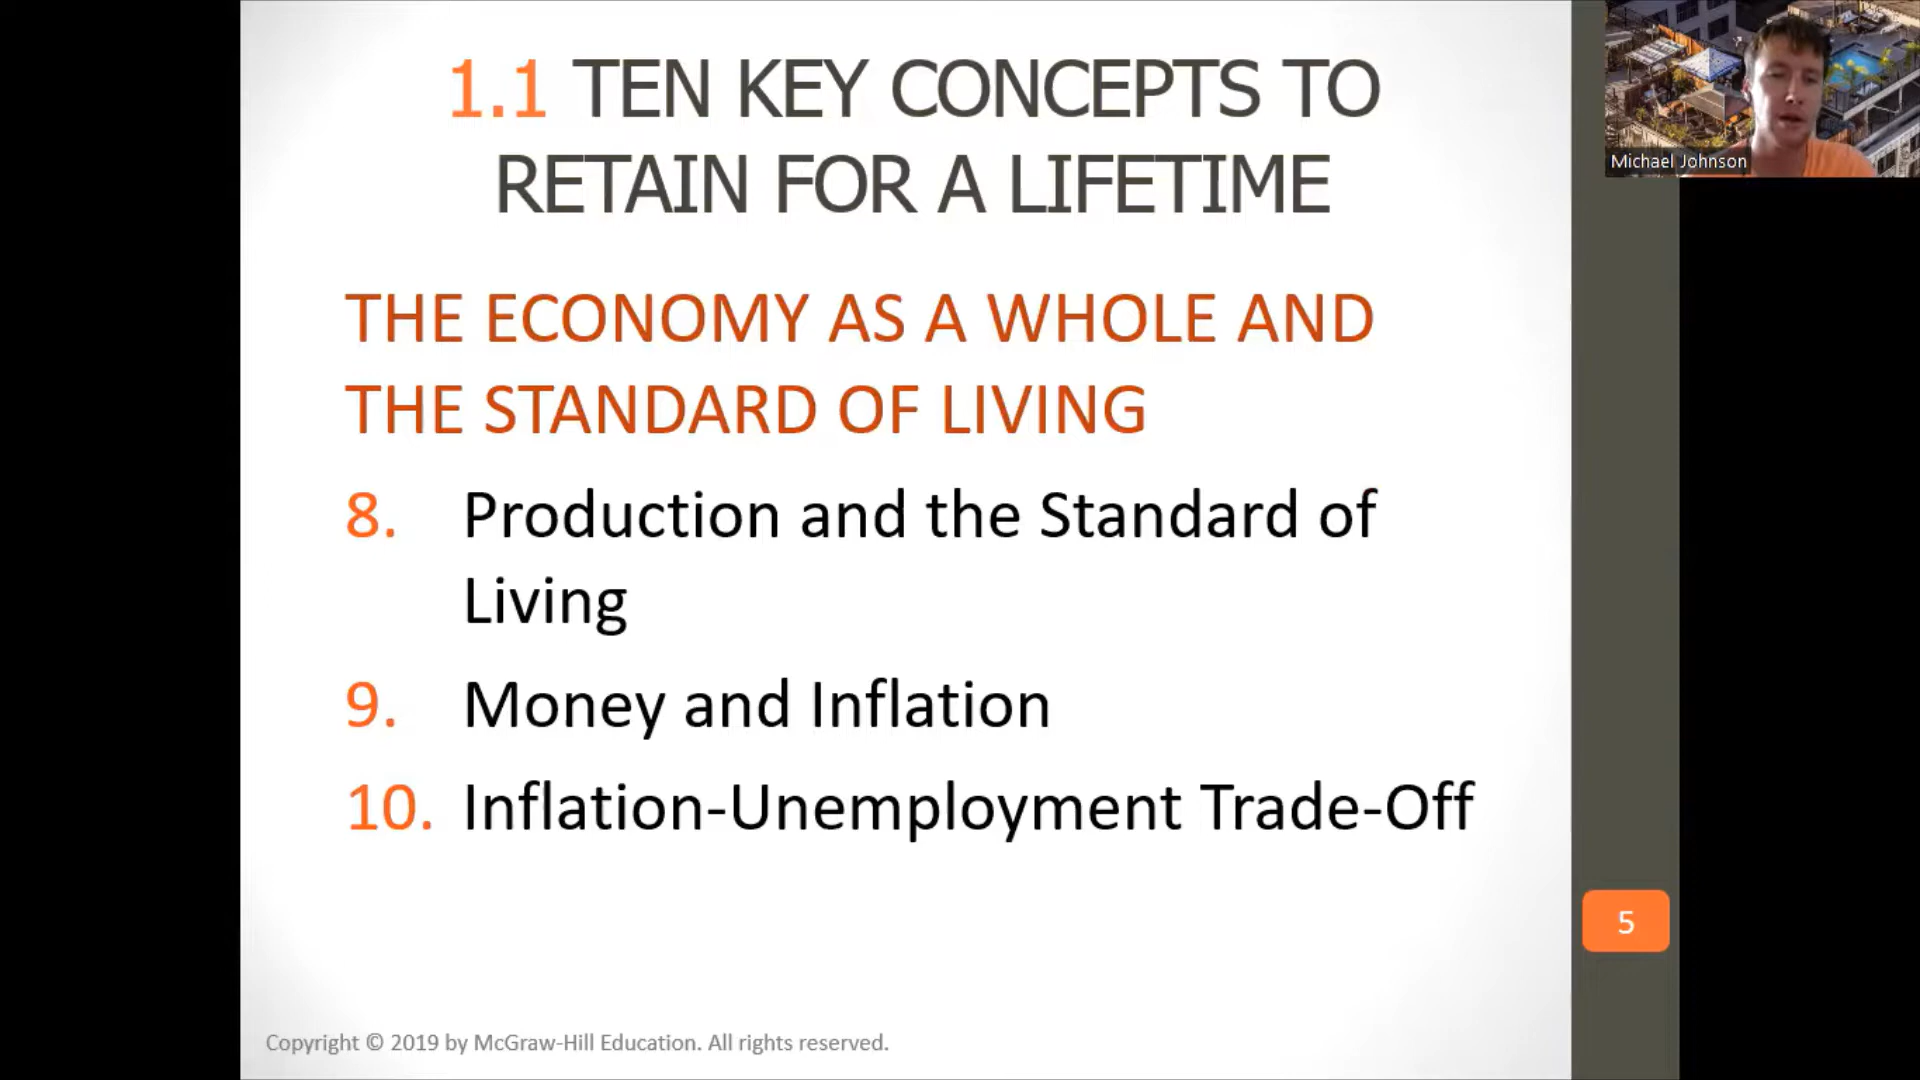 1.1 TEN KEY CONCEPTS TO
RETAIN FOR A LIFETIME
THE ECONOMY AS A WHOLE AND
THE STANDARD OF LIVING
8. Production and the Standard of
Living
9. Money and Inflation
10. Inflation-Unemployment Trade-Off
5
Copyright © 2019 by McGraw-Hill Education. All rights reserved.
Michael Johnson